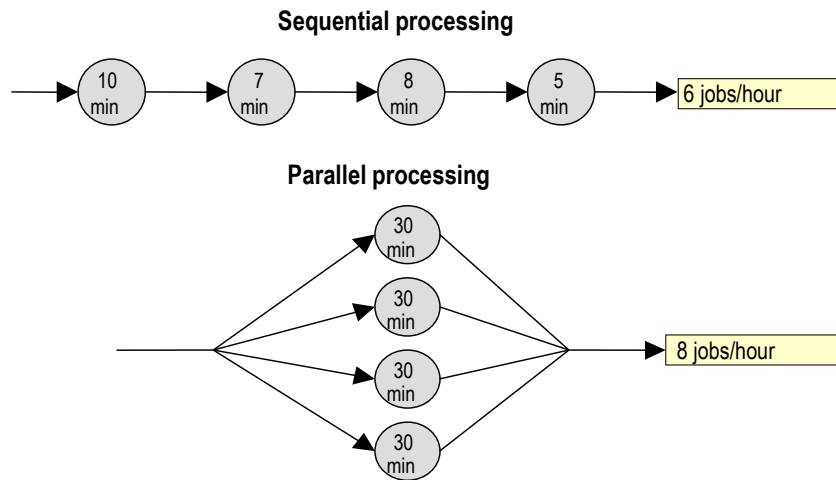 Sequential processing
10
min
7
min
8
min
5
min
6 jobs/hour
Parallel processing
30
min
30
min
30
min
30
min
8 jobs/hour